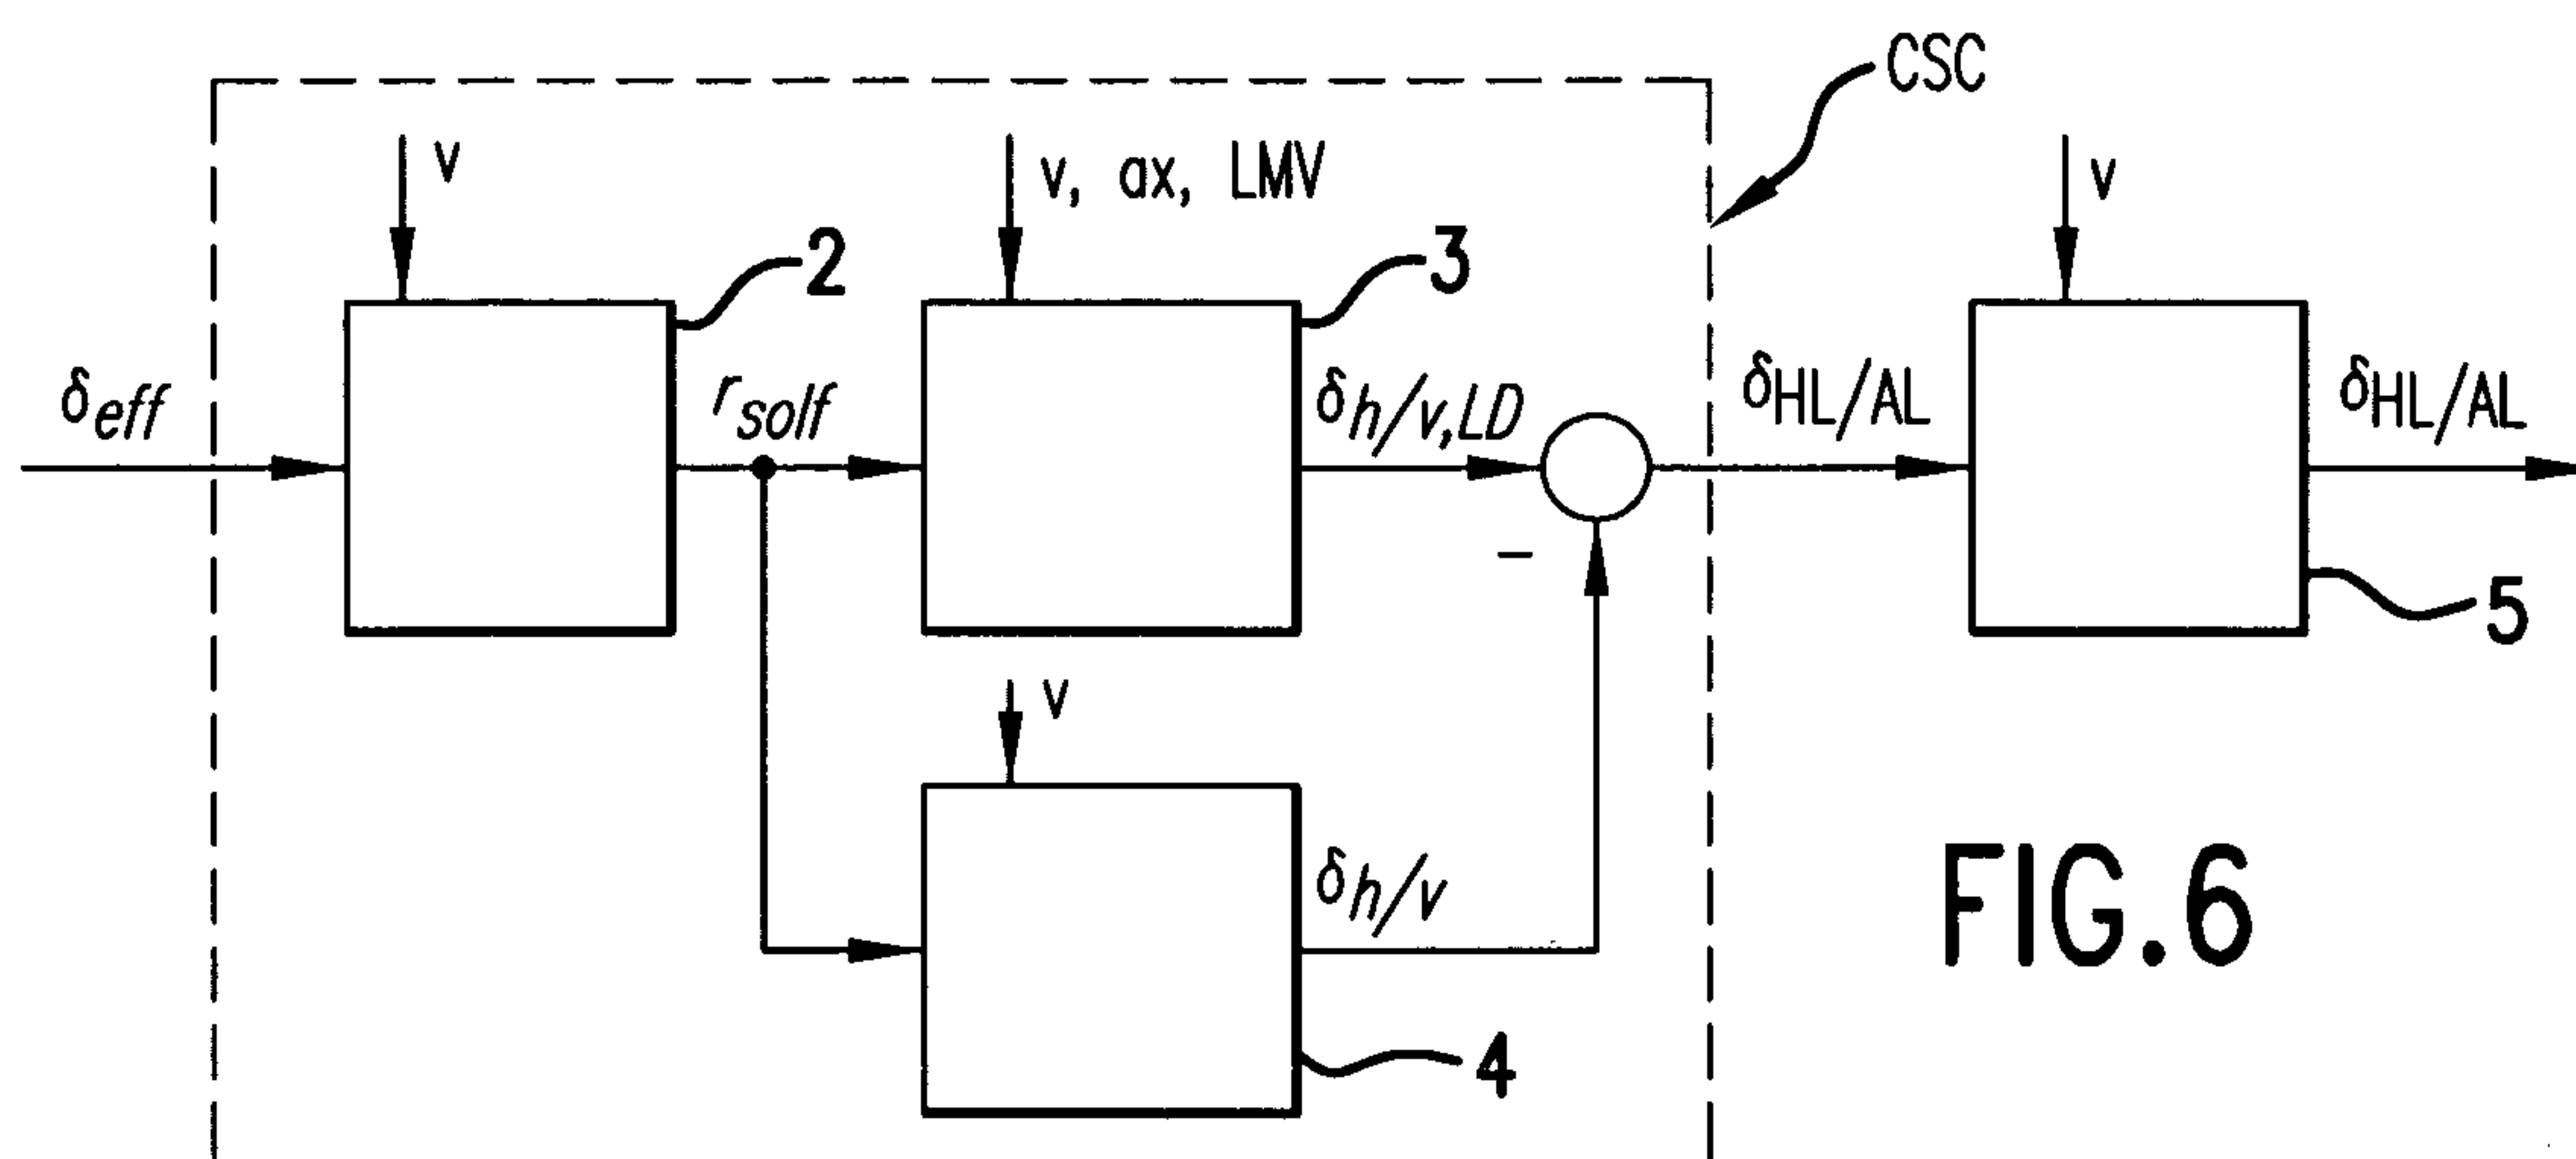 CSC
v
v, ax, LMV
v
2
3
δeff
rsolf
δh/v,LD
δHL/AL
δHL/AL
–
5
v
δh/v
4
FIG.6